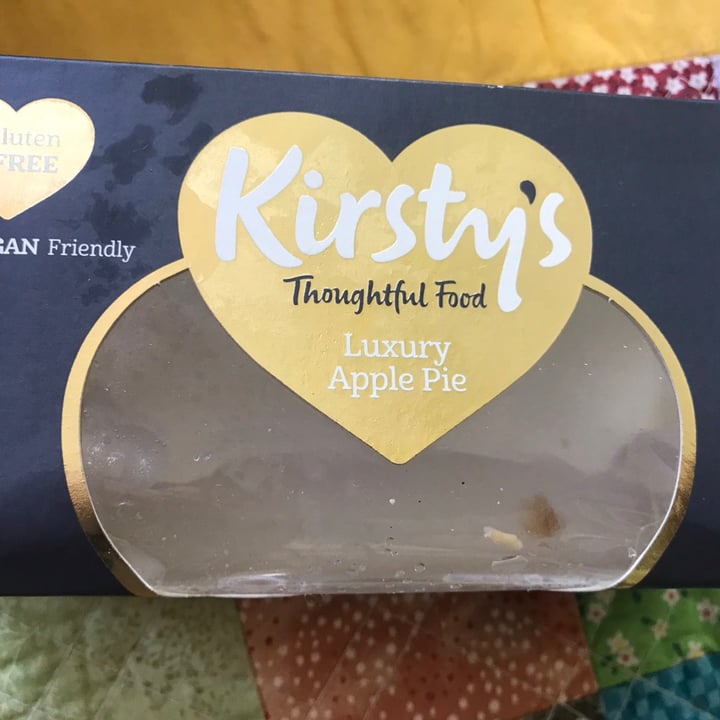 luten
FREE
GAN Friendly
Kirsty's
Thoughtful Food
Luxury
Apple Pie